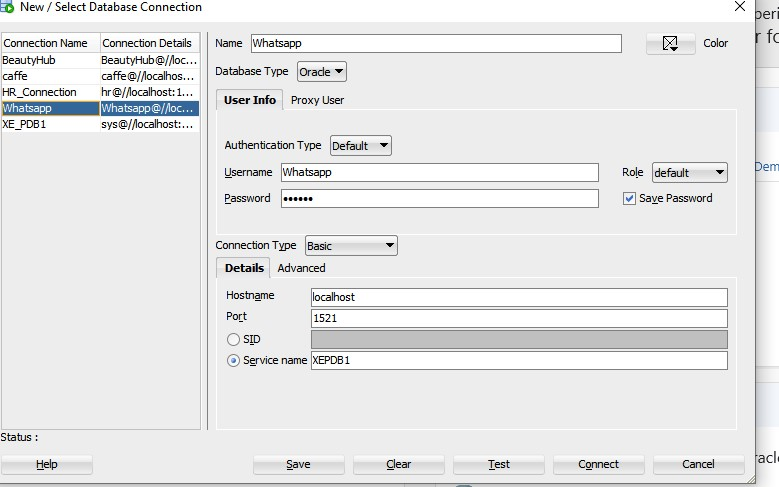 New / Select Database Connection
Connection Name Connection Details
BeautyHub BeautyHub@//loc...
caffe caffe@//localhos...
HR_Connection hr@//localhost:1...
Whatsapp Whatsapp@//loc...
XE_PDB1 sys@//localhost:...
Name Whatsapp Color
Database Type Oracle
User Info Proxy User
Authentication Type Default
Username Whatsapp Role default
Password •••••• Save Password
Connection Type Basic
Details Advanced
Hostname localhost
Port 1521
SID
Service name XEPDB1
Status :
Help Save Clear Test Connect Cancel
peri
r fo
Dem
racle